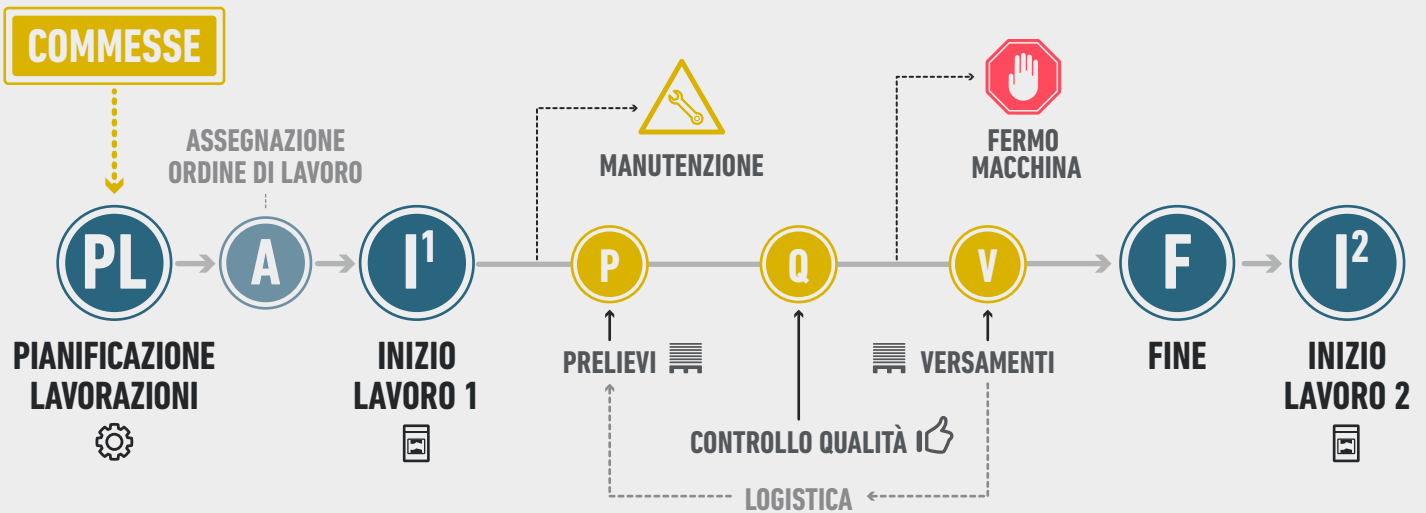 COMMESSE
ASSEGNAZIONE
ORDINE DI LAVORO
MANUTENZIONE
FERMO
MACCHINA
PL
A
I¹
P
Q
V
F
I²
PIANIFICAZIONE
LAVORAZIONI
INIZIO
LAVORO 1
PRELIEVI
VERSAMENTI
FINE
INIZIO
LAVORO 2
CONTROLLO QUALITÀ
LOGISTICA